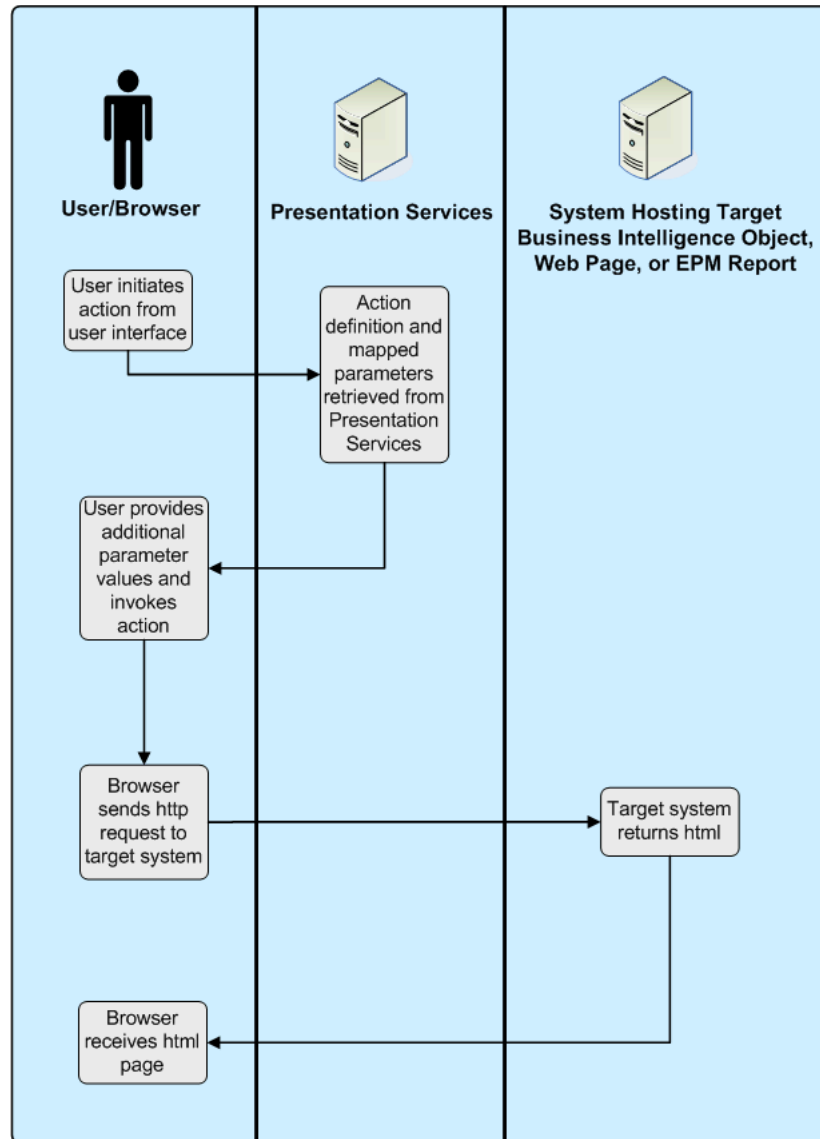 User/Browser
Presentation Services
System Hosting Target
Business Intelligence Object,
Web Page, or EPM Report
User initiates
action from
user interface
Action
definition and
mapped
parameters
retrieved from
Presentation
Services
User provides
additional
parameter
values and
invokes
action
Browser
sends http
request to
target system
Target system
returns html
Browser
receives html
page